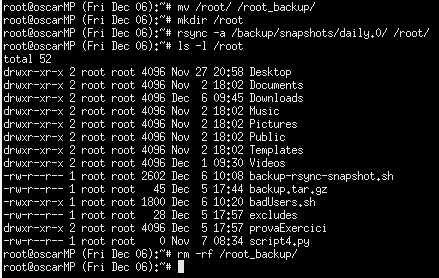 root@oscarMP (Fri Dec 06):~# mv /root/ /root_backup/
root@oscarMP (Fri Dec 06):~# mkdir /root
root@oscarMP (Fri Dec 06):~# rsync -a /backup/snapshots/daily.0/ /root/
root@oscarMP (Fri Dec 06):~# ls -l /root
total 52
drwxr-xr-x 2 root root 4096 Nov 27 20:58 Desktop
drwxr-xr-x 2 root root 4096 Nov  2 18:02 Documents
drwxr-xr-x 2 root root 4096 Dec  6 09:45 Downloads
drwxr-xr-x 2 root root 4096 Nov  2 18:02 Music
drwxr-xr-x 2 root root 4096 Nov  2 18:02 Pictures
drwxr-xr-x 2 root root 4096 Nov  2 18:02 Public
drwxr-xr-x 2 root root 4096 Nov  2 18:02 Templates
drwxr-xr-x 2 root root 4096 Dec  1 09:30 Videos
-rw-r--r-- 1 root root 2602 Dec  6 10:08 backup-rsync-snapshot.sh
-rw-r--r-- 1 root root   45 Dec  5 17:44 backup.tar.gz
-rwxr-xr-x 1 root root 1800 Dec  6 10:20 badUsers.sh
-rw-r--r-- 1 root root   28 Dec  5 17:57 excludes
drwxr-xr-x 2 root root 4096 Dec  5 17:57 provaExercici
-rw-r--r-- 1 root root    0 Nov  7 08:34 script4.py
root@oscarMP (Fri Dec 06):~# rm -rf /root_backup/
root@oscarMP (Fri Dec 06):~#